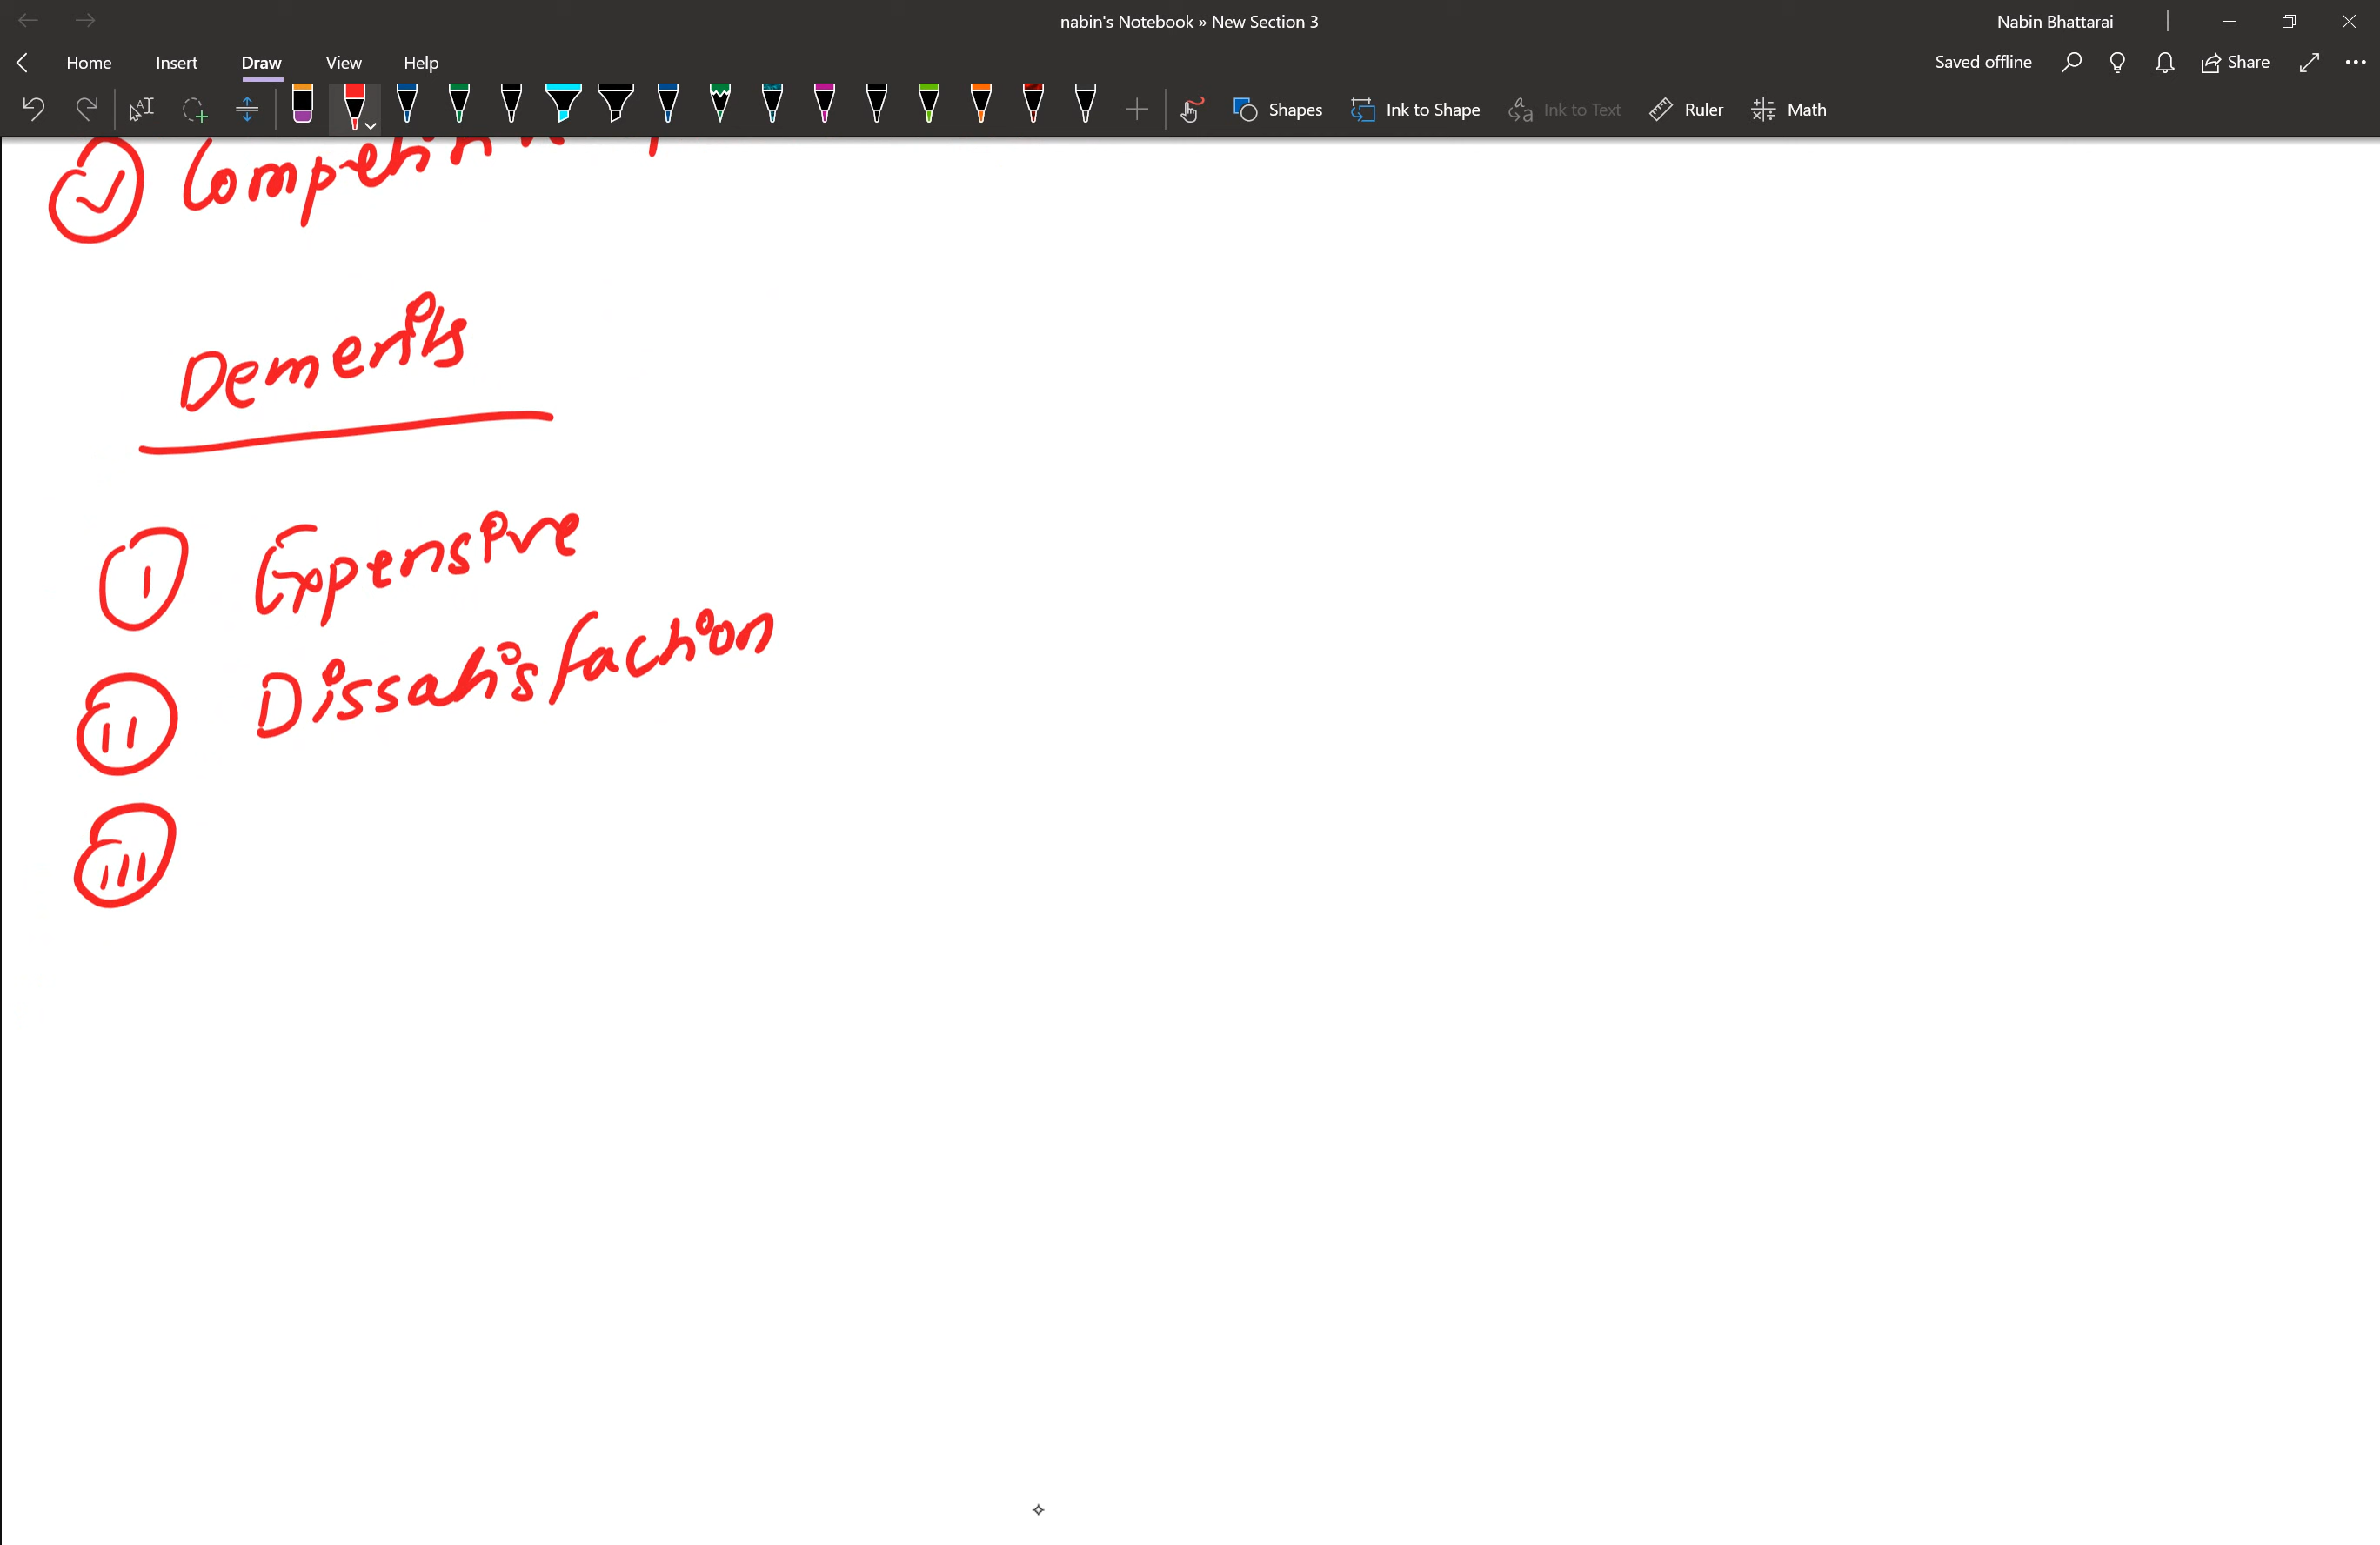 nabin's Notebook » New Section 3
Nabin Bhattarai
Home Insert Draw View Help
Saved offline
Share
Shapes Ink to Shape Ink to Text Ruler Math
Demerits
I Expensive
II Dissatisfaction
III